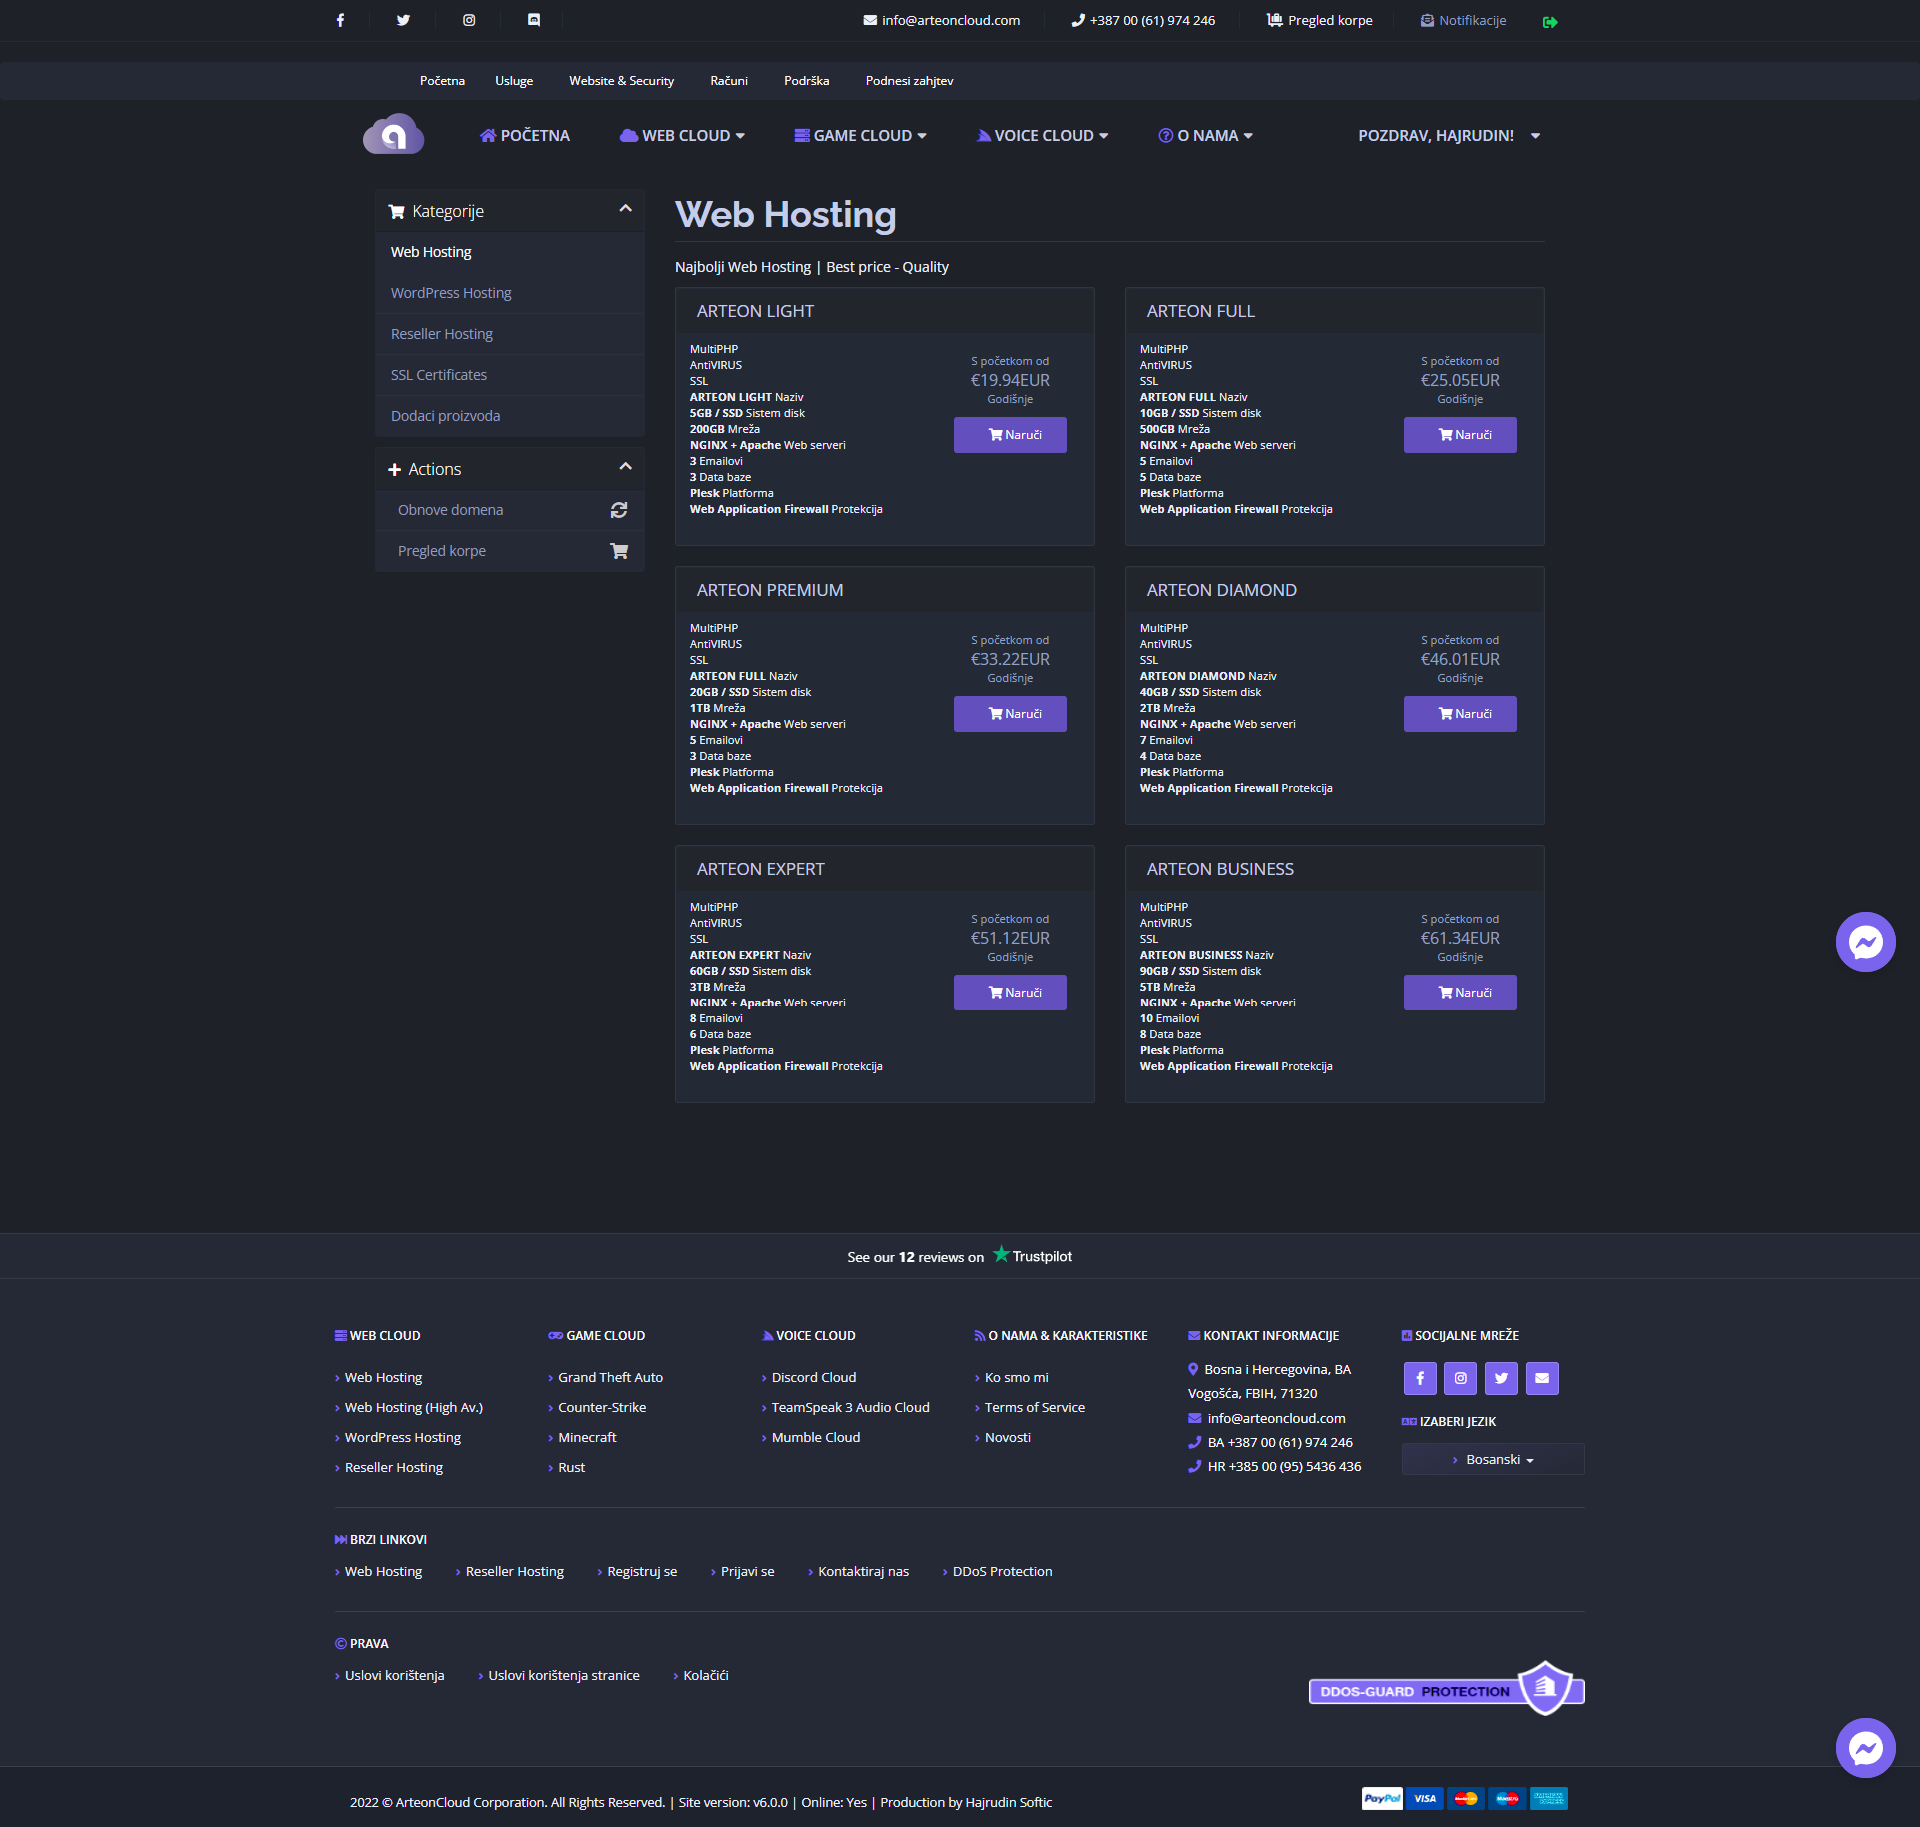 info@arteoncloud.com
+387 00 (61) 974 246
Pregled korpe
Notifikacije
Početna
Usluge
Website & Security
Računi
Podrška
Podnesi zahjtev
POČETNA
WEB CLOUD
GAME CLOUD
VOICE CLOUD
O NAMA
POZDRAV, HAJRUDIN!
Kategorije
Web Hosting
WordPress Hosting
Reseller Hosting
SSL Certificates
Dodaci proizvoda
Actions
Obnove domena
Pregled korpe
Web Hosting
Najbolji Web Hosting | Best price - Quality
ARTEON LIGHT
MultiPHP
AntiVIRUS
SSL
ARTEON LIGHT Naziv
5GB / SSD Sistem disk
200GB Mreža
NGINX + Apache Web serveri
3 Emailovi
3 Data baze
Plesk Platforma
Web Application Firewall Protekcija
S početkom od
€19.94EUR
Godišnje
Naruči
ARTEON FULL
MultiPHP
AntiVIRUS
SSL
ARTEON FULL Naziv
10GB / SSD Sistem disk
500GB Mreža
NGINX + Apache Web serveri
5 Emailovi
5 Data baze
Plesk Platforma
Web Application Firewall Protekcija
S početkom od
€25.05EUR
Godišnje
Naruči
ARTEON PREMIUM
MultiPHP
AntiVIRUS
SSL
ARTEON FULL Naziv
20GB / SSD Sistem disk
1TB Mreža
NGINX + Apache Web serveri
5 Emailovi
3 Data baze
Plesk Platforma
Web Application Firewall Protekcija
S početkom od
€33.22EUR
Godišnje
Naruči
ARTEON DIAMOND
MultiPHP
AntiVIRUS
SSL
ARTEON DIAMOND Naziv
40GB / SSD Sistem disk
2TB Mreža
NGINX + Apache Web serveri
7 Emailovi
4 Data baze
Plesk Platforma
Web Application Firewall Protekcija
S početkom od
€46.01EUR
Godišnje
Naruči
ARTEON EXPERT
MultiPHP
AntiVIRUS
SSL
ARTEON EXPERT Naziv
60GB / SSD Sistem disk
3TB Mreža
NGINX + Apache Web serveri
8 Emailovi
6 Data baze
Plesk Platforma
Web Application Firewall Protekcija
S početkom od
€51.12EUR
Godišnje
Naruči
ARTEON BUSINESS
MultiPHP
AntiVIRUS
SSL
ARTEON BUSINESS Naziv
90GB / SSD Sistem disk
5TB Mreža
NGINX + Apache Web serveri
10 Emailovi
8 Data baze
Plesk Platforma
Web Application Firewall Protekcija
S početkom od
€61.34EUR
Godišnje
Naruči
See our 12 reviews on Trustpilot
WEB CLOUD
Web Hosting
Web Hosting (High Av.)
WordPress Hosting
Reseller Hosting
GAME CLOUD
Grand Theft Auto
Counter-Strike
Minecraft
Rust
VOICE CLOUD
Discord Cloud
TeamSpeak 3 Audio Cloud
Mumble Cloud
O NAMA & KARAKTERISTIKE
Ko smo mi
Terms of Service
Novosti
KONTAKT INFORMACIJE
Bosna i Hercegovina, BA
Vogošća, FBIH, 71320
info@arteoncloud.com
BA +387 00 (61) 974 246
HR +385 00 (95) 5436 436
SOCIJALNE MREŽE
IZABERI JEZIK
Bosanski
BRZI LINKOVI
Web Hosting
Reseller Hosting
Registruj se
Prijavi se
Kontaktiraj nas
DDoS Protection
PRAVA
Uslovi korištenja
Uslovi korištenja stranice
Kolačići
DDOS-GUARD PROTECTION
2022 © ArteonCloud Corporation. All Rights Reserved. | Site version: v6.0.0 | Online: Yes | Production by Hajrudin Softic
PayPal
VISA
MasterCard
Maestro
AMERICAN EXPRESS